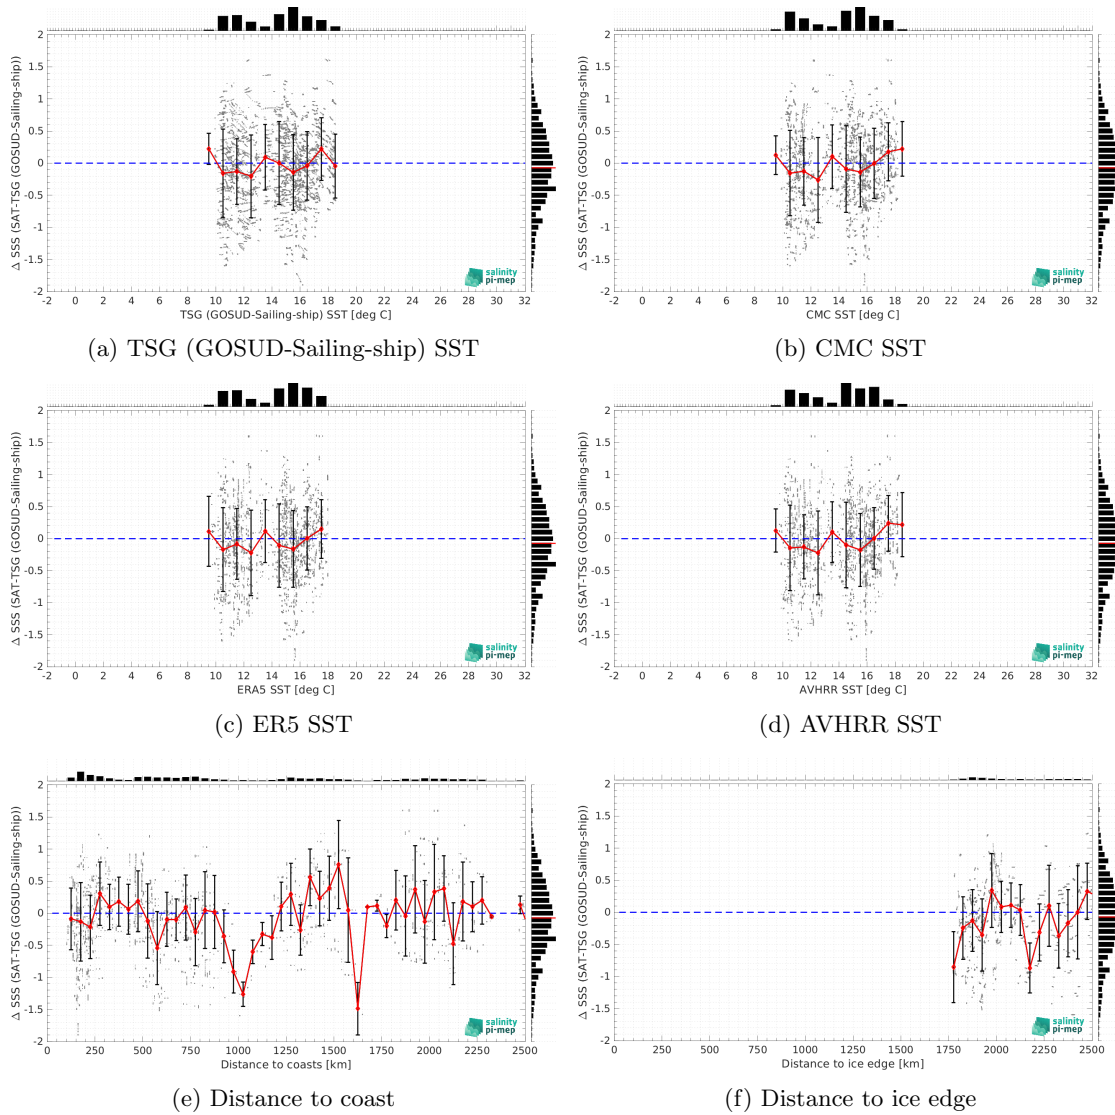 2
1.5
1
0.5
0
-0.5
-1
-1.5
-2
Δ SSS (SAT-TSG (GOSUD-Sailing-ship))
salinity
pi-mep
-2 0 2 4 6 8 10 12 14 16 18 20 22 24 26 28 30 32
TSG (GOSUD-Sailing-ship) SST [deg C]
(a) TSG (GOSUD-Sailing-ship) SST
2
1.5
1
0.5
0
-0.5
-1
-1.5
-2
Δ SSS (SAT-TSG (GOSUD-Sailing-ship))
salinity
pi-mep
-2 0 2 4 6 8 10 12 14 16 18 20 22 24 26 28 30 32
CMC SST [deg C]
(b) CMC SST
2
1.5
1
0.5
0
-0.5
-1
-1.5
-2
Δ SSS (SAT-TSG (GOSUD-Sailing-ship))
salinity
pi-mep
-2 0 2 4 6 8 10 12 14 16 18 20 22 24 26 28 30 32
ERA5 SST [deg C]
(c) ER5 SST
2
1.5
1
0.5
0
-0.5
-1
-1.5
-2
Δ SSS (SAT-TSG (GOSUD-Sailing-ship))
salinity
pi-mep
-2 0 2 4 6 8 10 12 14 16 18 20 22 24 26 28 30 32
AVHRR SST [deg C]
(d) AVHRR SST
2
1.5
1
0.5
0
-0.5
-1
-1.5
-2
Δ SSS (SAT-TSG (GOSUD-Sailing-ship))
salinity
pi-mep
0 250 500 750 1000 1250 1500 1750 2000 2250 2500
Distance to coasts [km]
(e) Distance to coast
2
1.5
1
0.5
0
-0.5
-1
-1.5
-2
Δ SSS (SAT-TSG (GOSUD-Sailing-ship))
salinity
pi-mep
0 250 500 750 1000 1250 1500 1750 2000 2250 2500
Distance to ice edge [km]
(f) Distance to ice edge